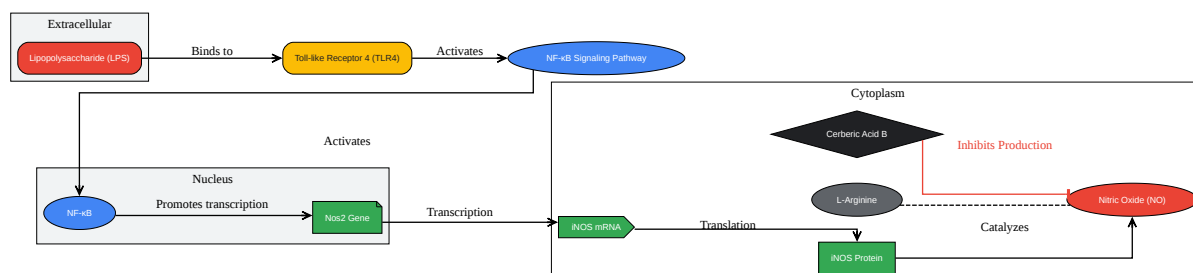 Extracellular
Lipopolysaccharide (LPS)
Binds to
Toll-like Receptor 4 (TLR4)
Activates
NF-κB Signaling Pathway
Cytoplasm
Cerberic Acid B
Inhibits Production
Activates
Nucleus
NF-κB
Promotes transcription
Nos2 Gene
Transcription
iNOS mRNA
Translation
L-Arginine
Nitric Oxide (NO)
Catalyzes
iNOS Protein